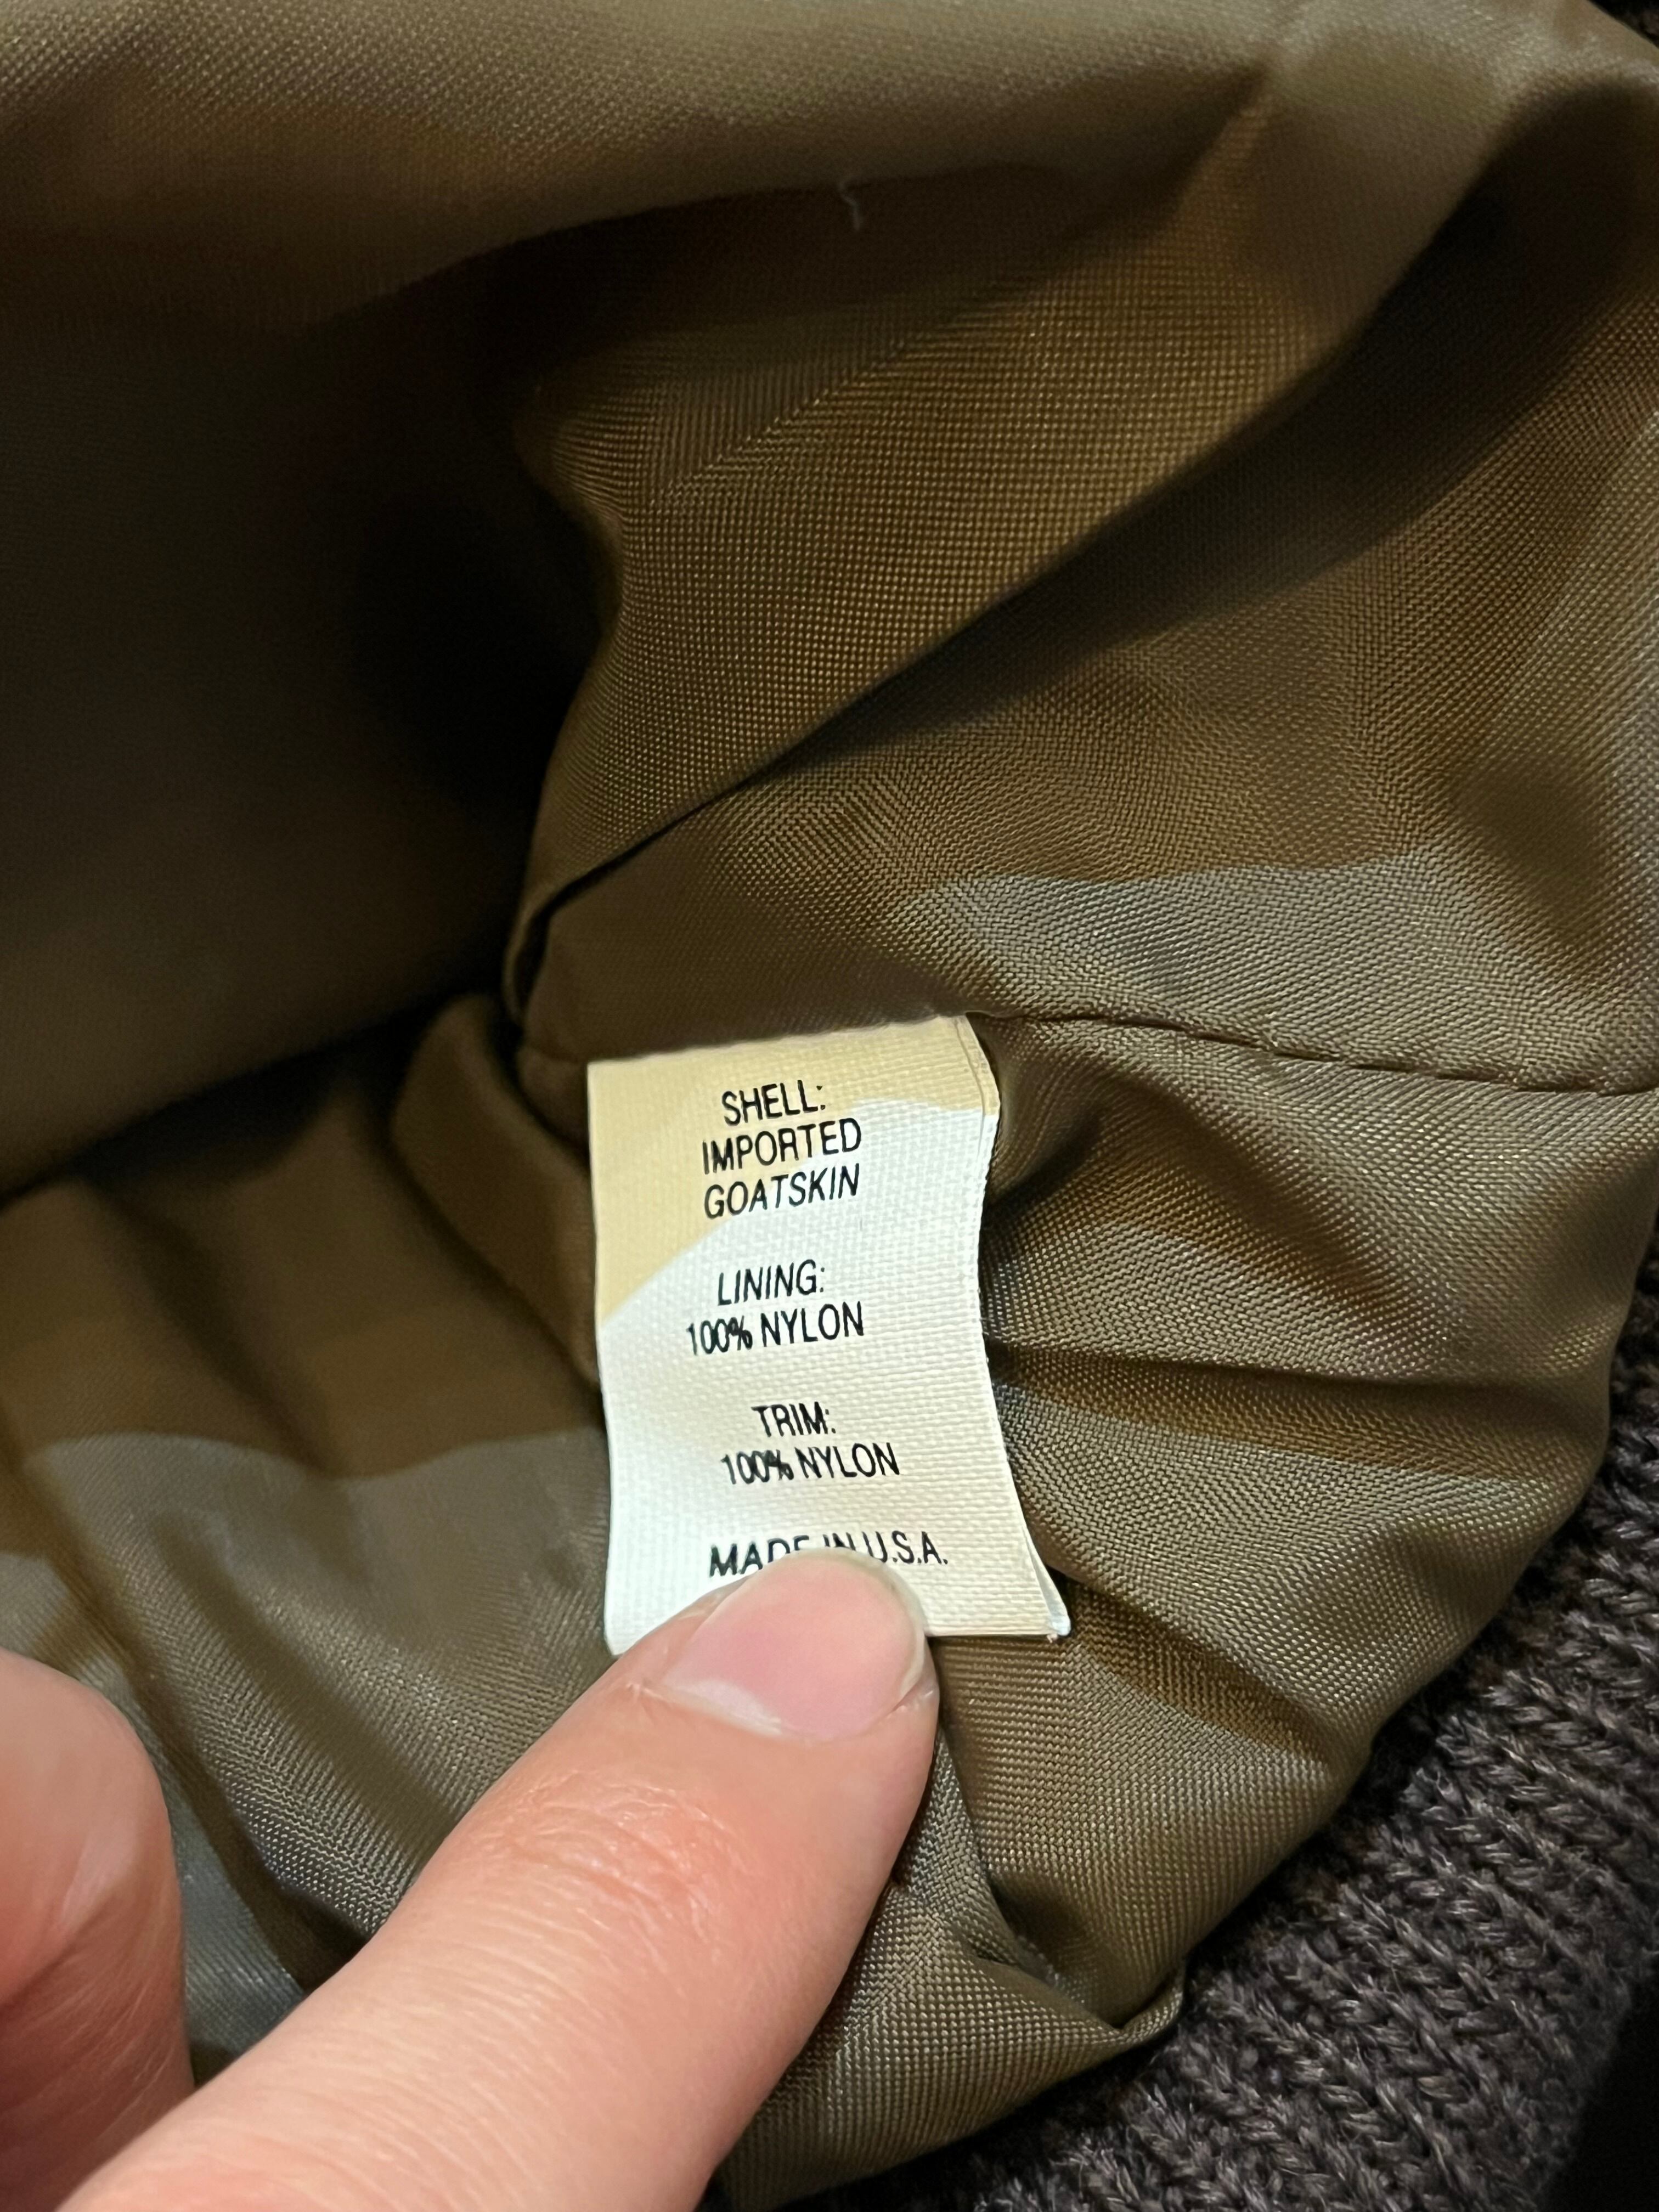 SHELL:
IMPORTED
GOATSKIN
LINING:
100% NYLON
TRIM:
100% NYLON
MADE IN U.S.A.